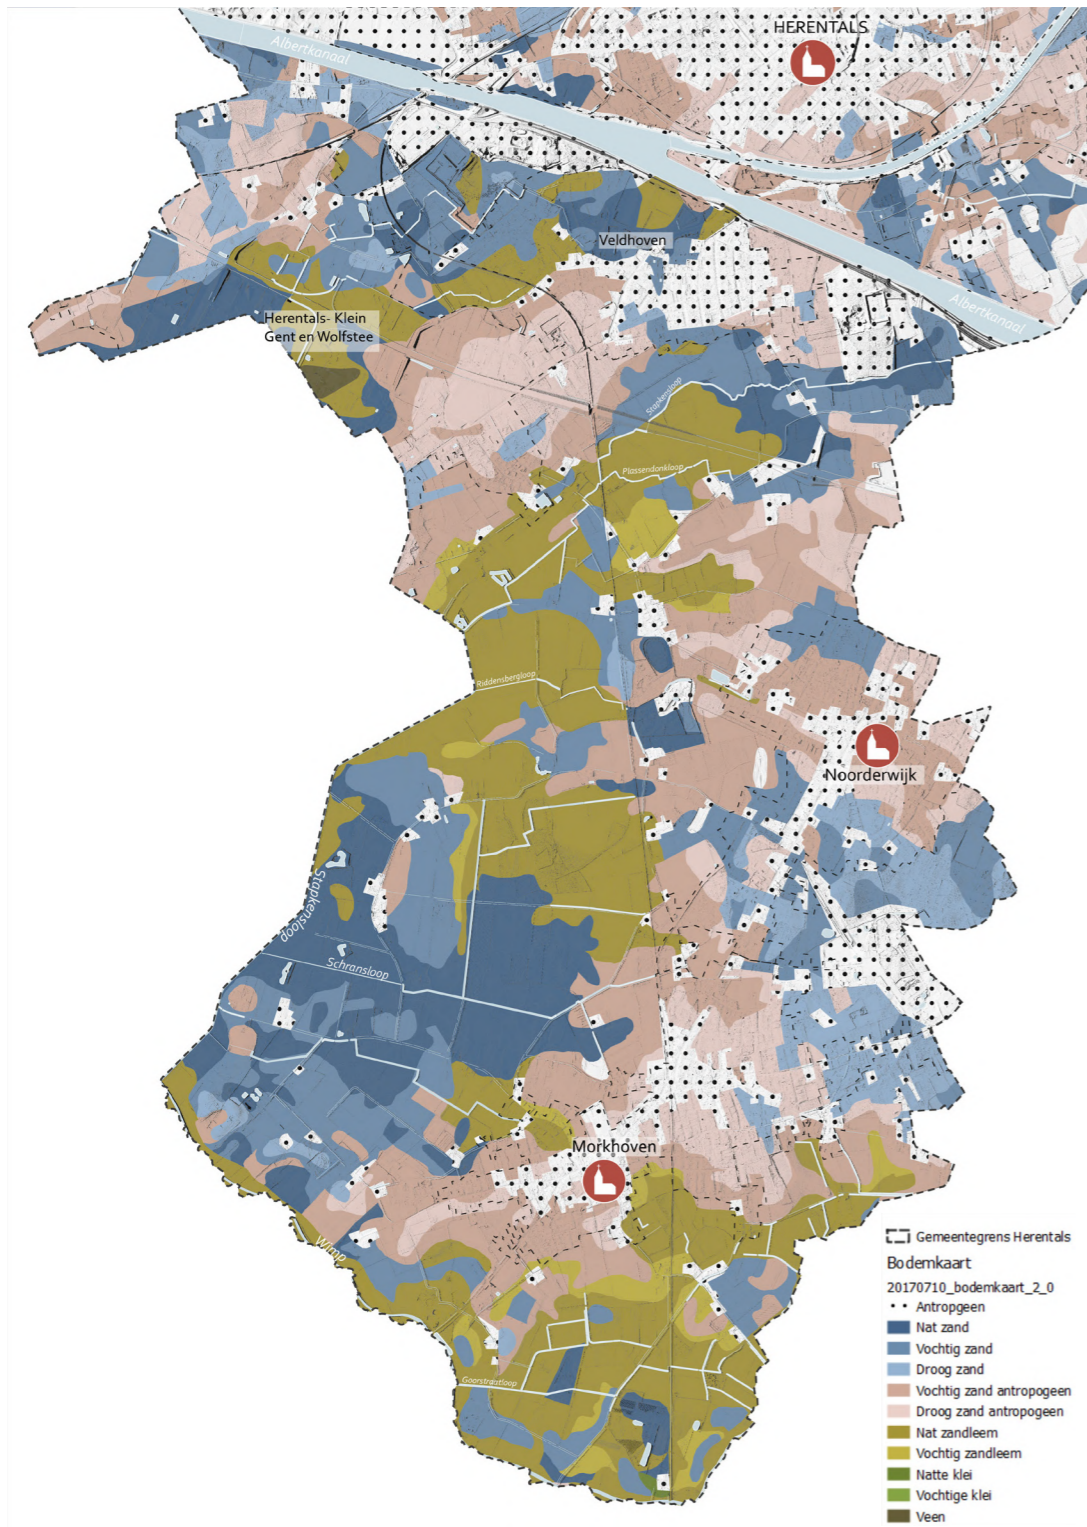 HERENTALS
Albertkanaal
Veldhoven
Albertkanaal
Herentals- Klein
Gent en Wolfstee
Stapkensloop
Plassendonkloop
Riddensbergloop
Noorderwijk
Stapkensloop
Schransloop
Morkhoven
Wimp
Goorstraatloop
Gemeentegrens Herentals
Bodemkaart
20170710_bodemkaart_2_0
Antropgeen
Nat zand
Vochtig zand
Droog zand
Vochtig zand antropogeen
Droog zand antropogeen
Nat zandleem
Vochtig zandleem
Natte klei
Vochtige klei
Veen